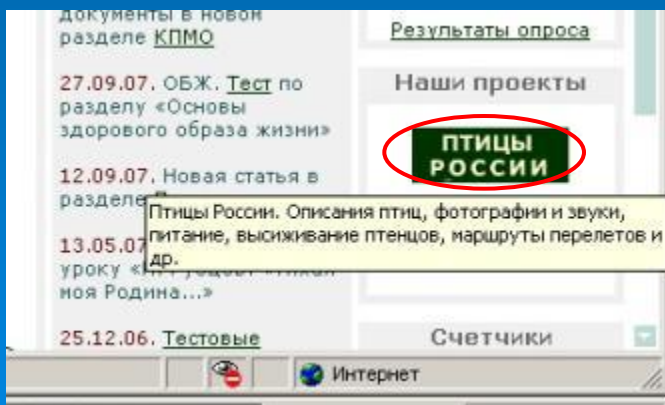 документы в новом
разделе КПМО
27.09.07. ОБЖ. Тест по
разделу «Основы
здорового образа жизни»
12.09.07. Новая статья в
разделе
13.05.07
уроку
моя Родина...»
25.12.06. Тестовые
Результаты опроса
Наши проекты
ПТИЦЫ
РОССИИ
Птицы России. Описания птиц, фотографии и звуки,
питание, высиживание птенцов, маршруты перелетов и
др.
Счетчики
Интернет